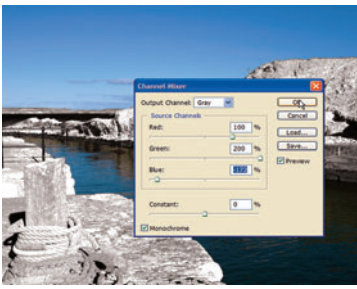 Channel Mixer
Output Channel: Gray
OK
Cancel
Load...
Save...
Preview
Source Channels
Red: 100 %
Green: 200 %
Blue: -172 %
Constant: 0 %
Monochrome